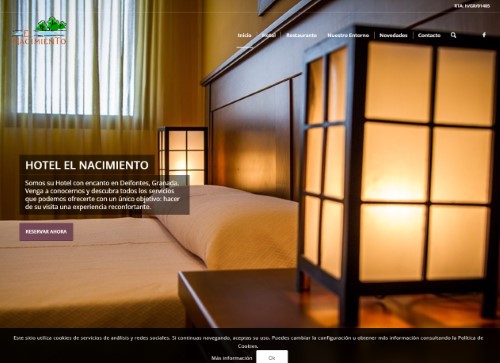 RTA: H/GR/01485
EL
NACIMIENTO
Inicio
Hotel
Restaurante
Nuestro Entorno
Novedades
Contacto
HOTEL EL NACIMIENTO
Somos su Hotel con encanto en Deifontes, Granada.
Venga a conocernos y descubra todos los servicios
que podemos ofrecerte con un único objetivo: hacer
de su visita una experiencia reconfortante.
RESERVAR AHORA
Este sitio utiliza cookies de servicios de análisis y redes sociales. Si continuas navegando, aceptas su uso. Puedes cambiar la configuración u obtener más información consultando la Política de
Cookies.
Más información
Ok